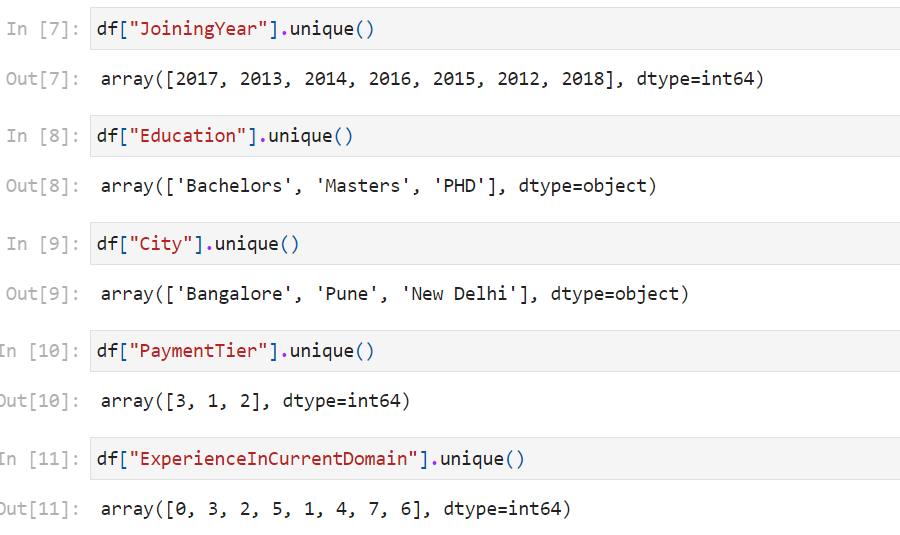 In [7]: df["JoiningYear"].unique()
Out[7]: array([2017, 2013, 2014, 2016, 2015, 2012, 2018], dtype=int64)
In [8]: df["Education"].unique()
Out[8]: array(['Bachelors', 'Masters', 'PHD'], dtype=object)
In [9]: df["City"].unique()
Out[9]: array(['Bangalore', 'Pune', 'New Delhi'], dtype=object)
In [10]: df["PaymentTier"].unique()
Out[10]: array([3, 1, 2], dtype=int64)
In [11]: df["ExperienceInCurrentDomain"].unique()
Out[11]: array([0, 3, 2, 5, 1, 4, 7, 6], dtype=int64)